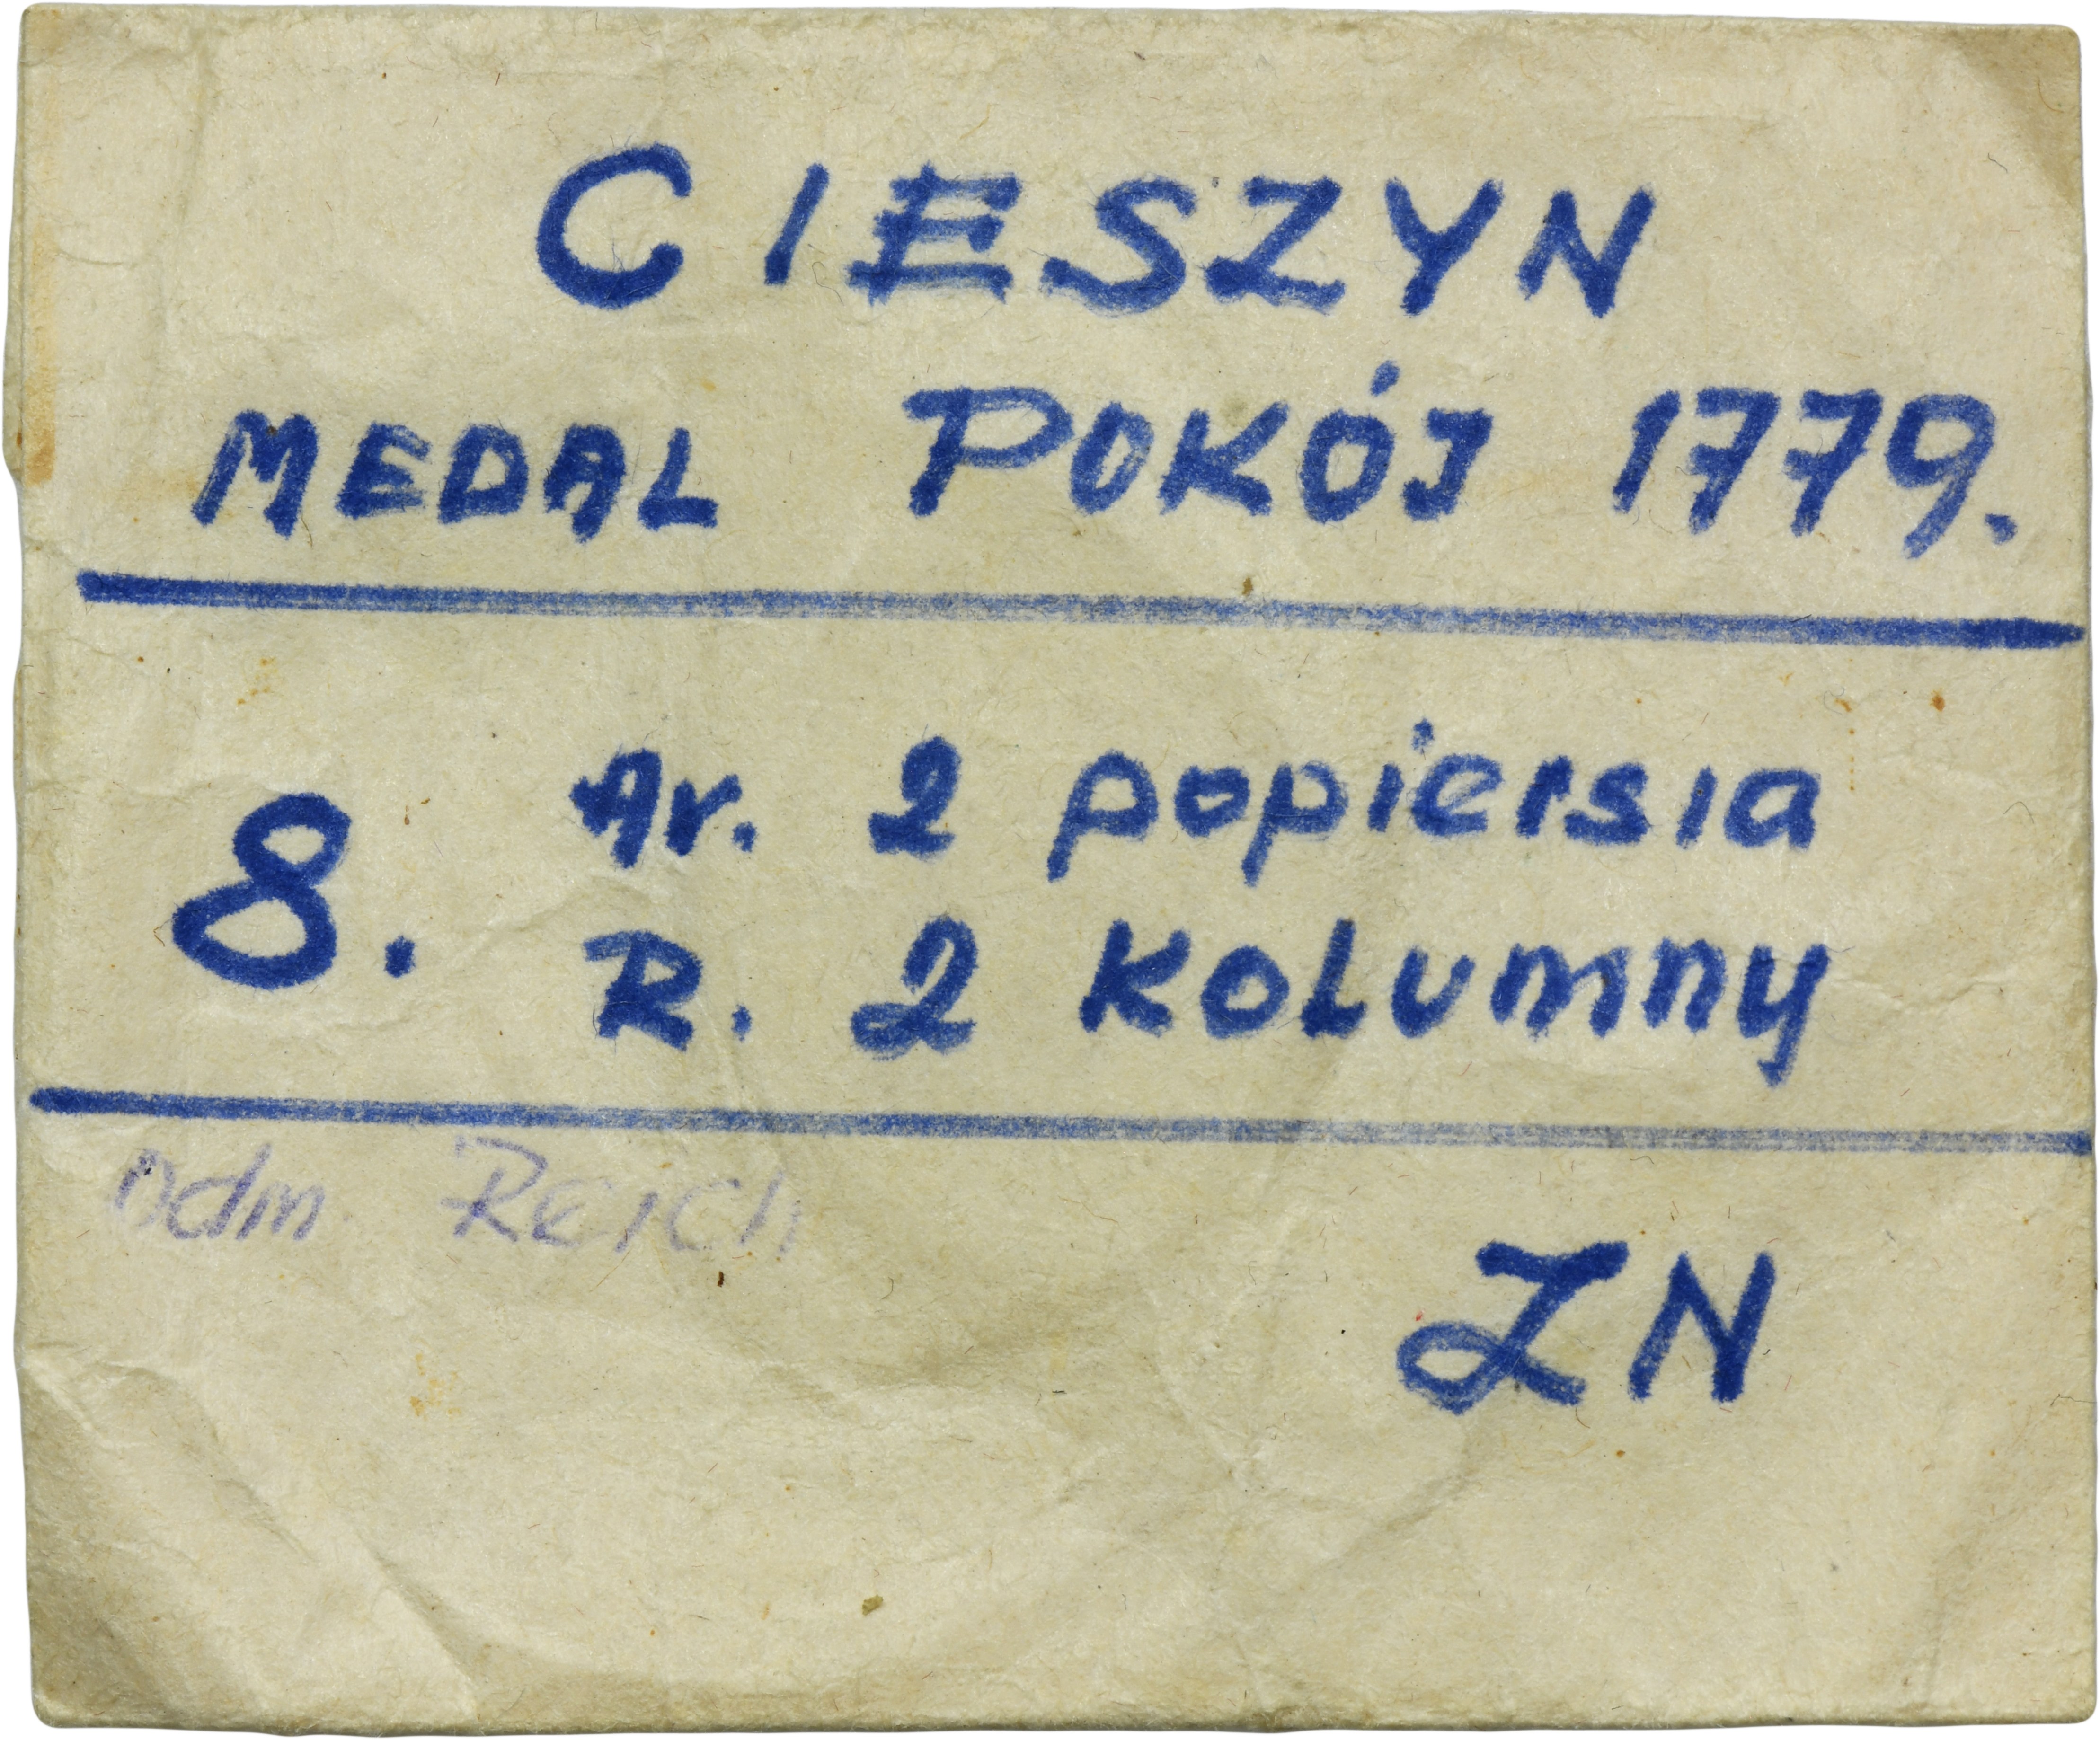 CIESZYN
MEDAL POKÓJ 1779.
8. Av. 2 popiersia
R. 2 kolumny
odm. Reich
ZN